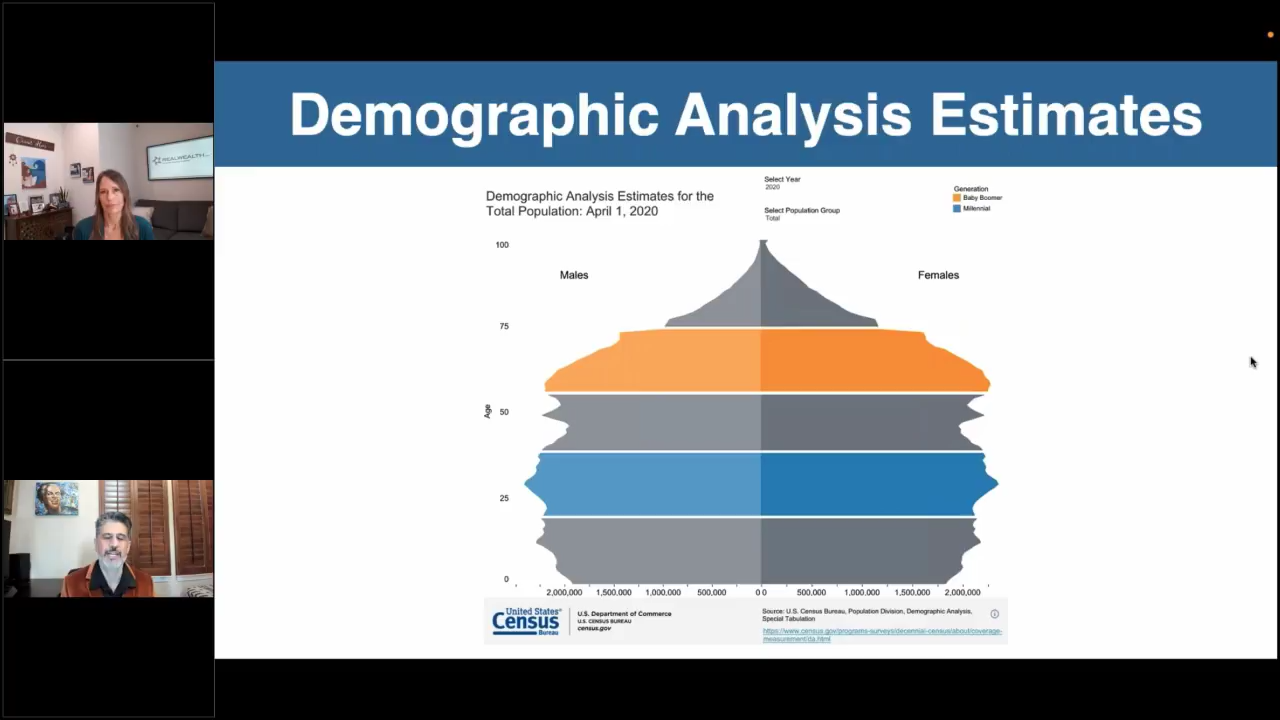 Demographic Analysis Estimates
Demographic Analysis Estimates for the
Total Population: April 1, 2020
Select Year
2020
Select Population Group
Total
Generation
Baby Boomer
Millennial
Males
Females
100
75
50
25
0
Age
2,000,000 1,500,000 1,000,000 500,000 0 0 500,000 1,000,000 1,500,000 2,000,000
United States®
Census
Bureau
U.S. Department of Commerce
U.S. CENSUS BUREAU
census.gov
Source: U.S. Census Bureau, Population Division, Demographic Analysis,
Special Tabulation
https://www.census.gov/programs-surveys/decennial-census/about/coverage-
measurement/da.html
REALWEALTH